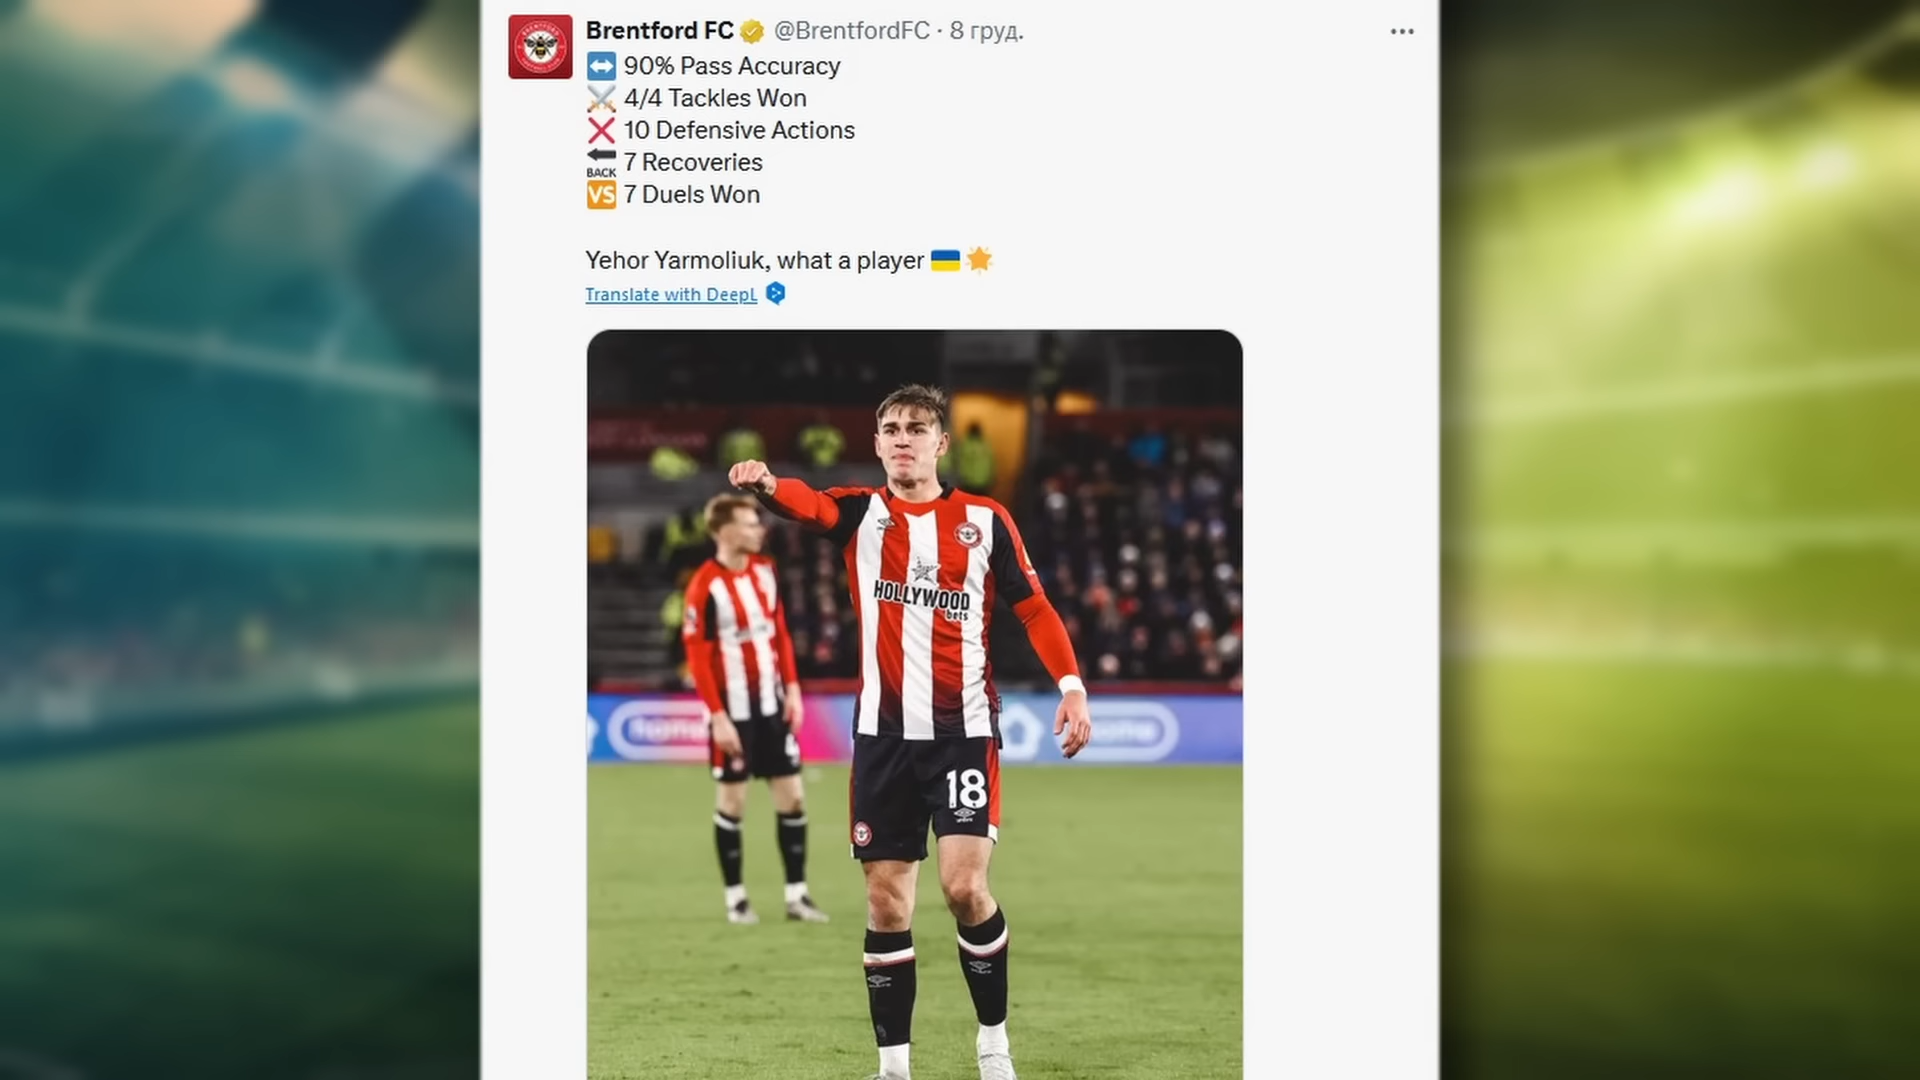 Brentford FC @BrentfordFC · 8 груд.
↔️ 90% Pass Accuracy
⚔️ 4/4 Tackles Won
❌ 10 Defensive Actions
BACK 7 Recoveries
VS 7 Duels Won
Yehor Yarmoliuk, what a player 🇺🇦🌟
Translate with DeepL
HOLLYWOOD
bets
18